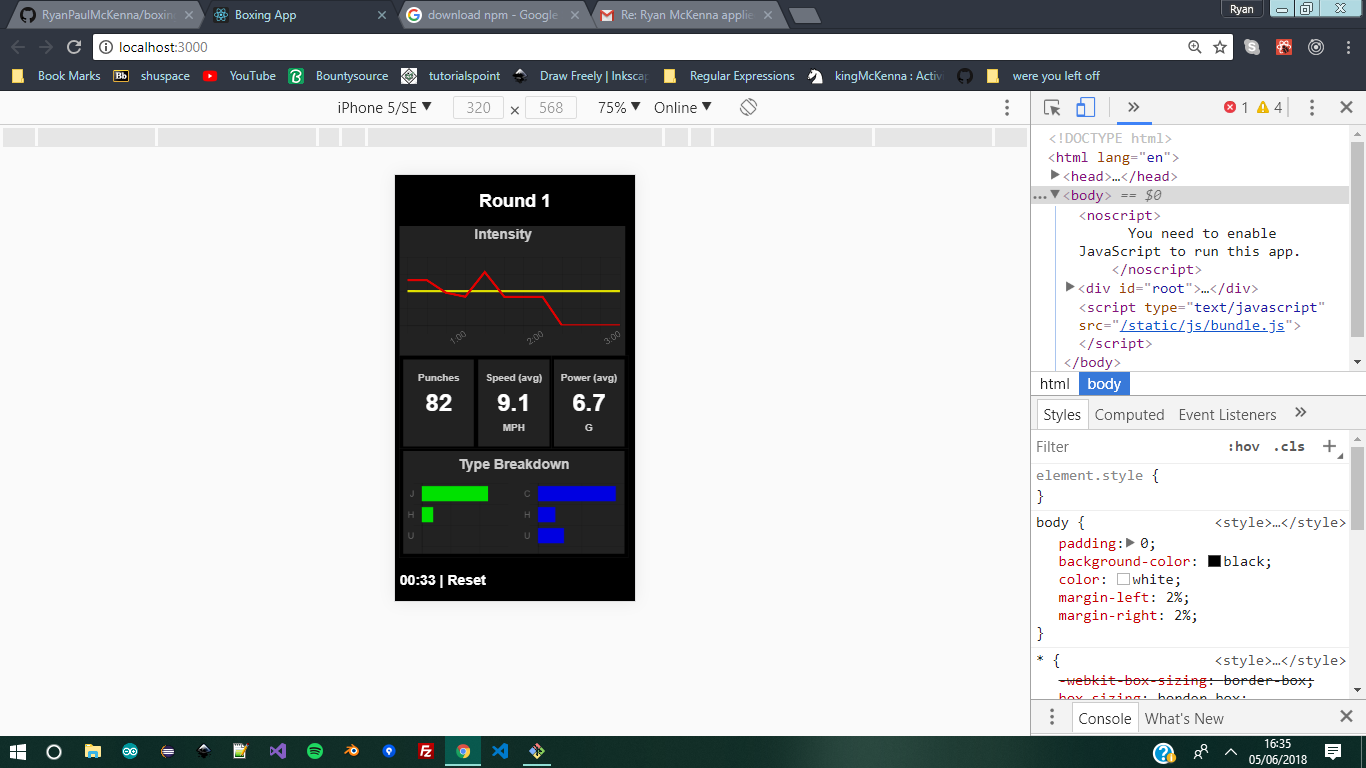 RyanPaulMcKenna/boxin
Boxing App
download npm - Google
Re: Ryan McKenna applie
Ryan
localhost:3000
Book Marks
Bb
shuspace
YouTube
Bountysource
tutorialspoint
Draw Freely | Inkscap
Regular Expressions
kingMcKenna : Activ
were you left off
iPhone 5/SE ▼ 320 × 568 75% ▼ Online ▼
1 4
Round 1
Intensity
1:00 2:00 3:00
Punches Speed (avg) Power (avg)
82 9.1 6.7
MPH G
Type Breakdown
J C
H H
U U
00:33 | Reset
<!DOCTYPE html>
<html lang="en">
<head>…</head>
… <body> == $0
<noscript>
You need to enable
JavaScript to run this app.
</noscript>
<div id="root">…</div>
<script type="text/javascript"
src="/static/js/bundle.js">
</script>
</body>
html body
Styles Computed Event Listeners »
Filter :hov .cls +
element.style {
}
body { <style>…</style>
padding: 0;
background-color: black;
color: white;
margin-left: 2%;
margin-right: 2%;
}
* { <style>…</style>
-webkit-box-sizing: border-box;
box-sizing: border-box;
Console What's New
Fz
16:35
05/06/2018